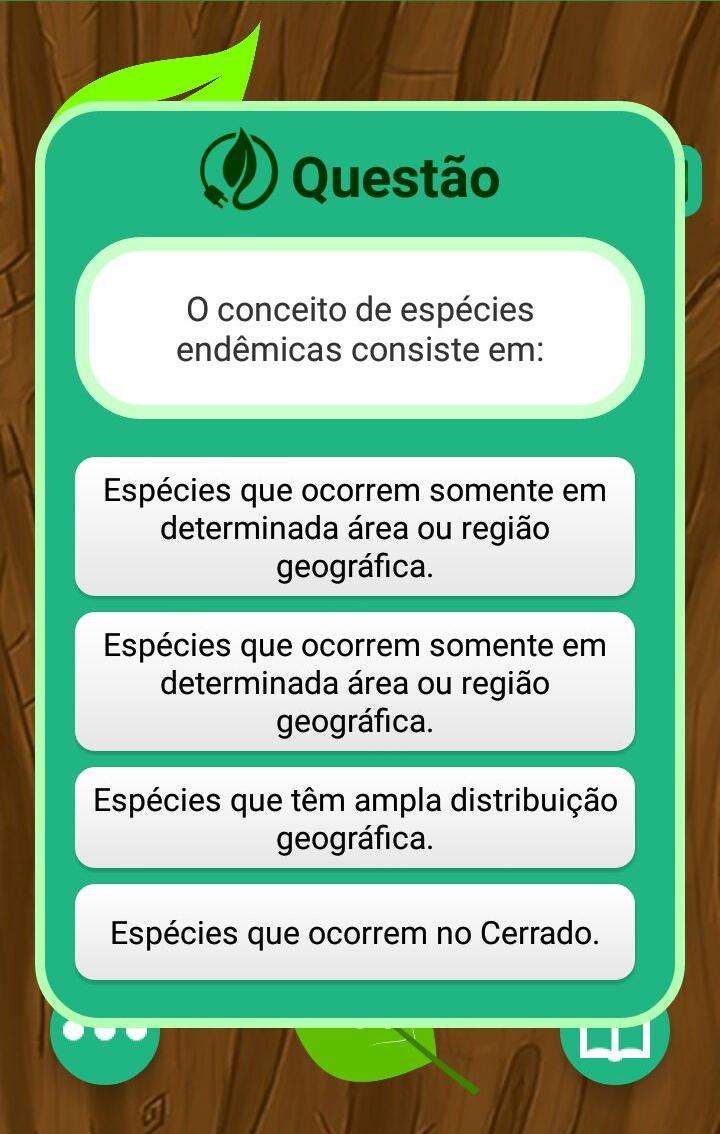 Questão
O conceito de espécies
endêmicas consiste em:
Espécies que ocorrem somente em
determinada área ou região
geográfica.
Espécies que ocorrem somente em
determinada área ou região
geográfica.
Espécies que têm ampla distribuição
geográfica.
Espécies que ocorrem no Cerrado.